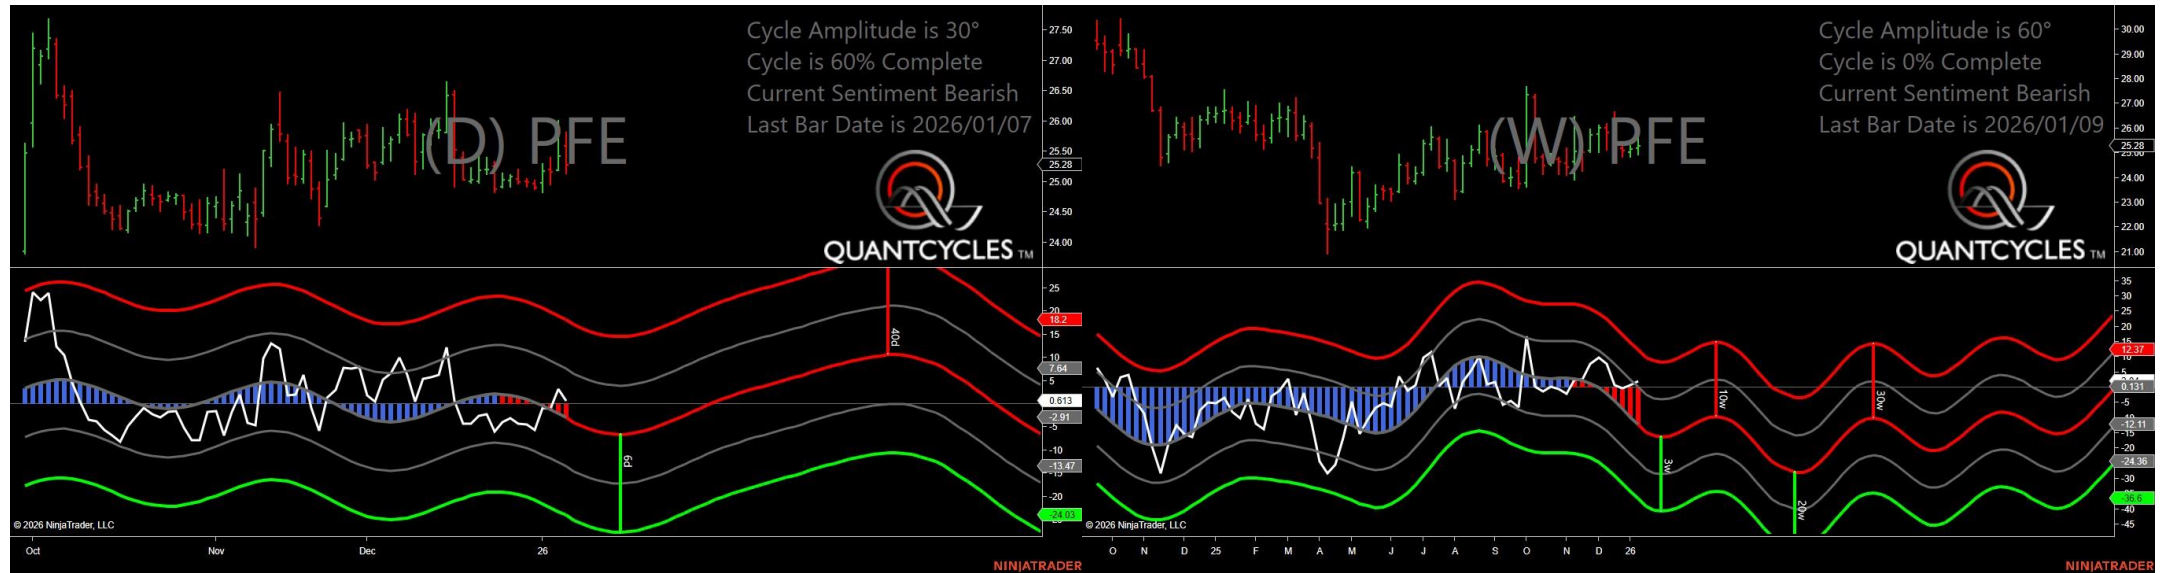 Cycle Amplitude is 30°
Cycle is 60% Complete
Current Sentiment Bearish
Last Bar Date is 2026/01/07
(D) PFE
QUANTCYCLES TM
27.50
27.00
26.50
26.00
25.50
25.28
25.00
24.50
24.00
25
20
18.2
15
10
7.64
5
0.613
-2.91
-5
-10
-13.47
-15
-20
-24.03
40d
6d
© 2026 NinjaTrader, LLC
Oct Nov Dec 26
NINJATRADER
Cycle Amplitude is 60°
Cycle is 0% Complete
Current Sentiment Bearish
Last Bar Date is 2026/01/09
(W) PFE
QUANTCYCLES TM
30.00
29.00
28.00
27.00
26.00
25.28
25.00
24.00
23.00
22.00
21.00
35
30
25
20
15
12.37
5
0.131
-5
-10
-12.11
-15
-20
-24.36
-30
-36.6
-40
-45
10w
30w
3w
20w
© 2026 NinjaTrader, LLC
O N D 25 F M A M J J A S O N D 26
NINJATRADER